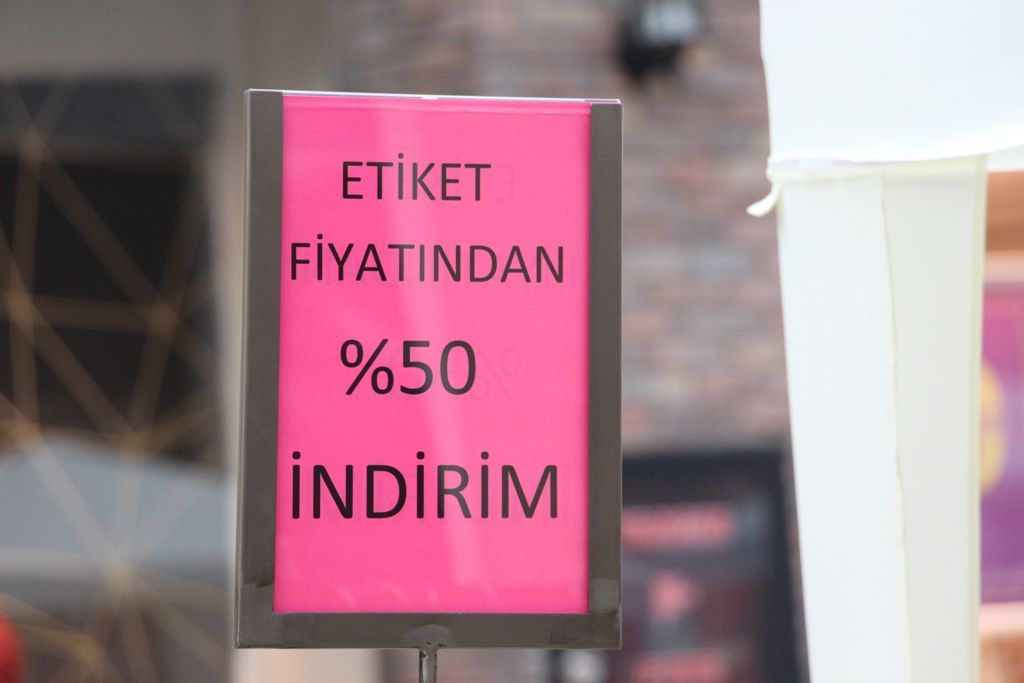 ETİKET
FİYATINDAN
%50
İNDİRİM